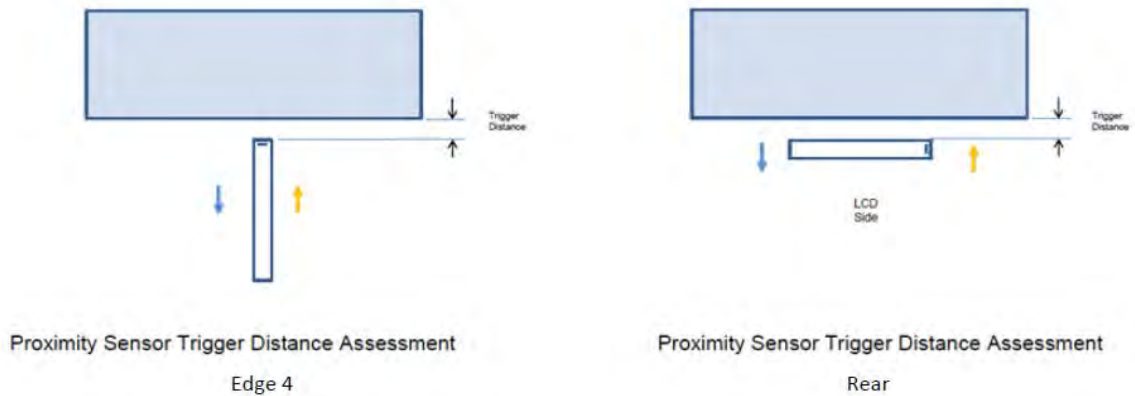 Trigger
Distance
Trigger
Distance
LCD
Side
Proximity Sensor Trigger Distance Assessment
Edge 4
Proximity Sensor Trigger Distance Assessment
Rear